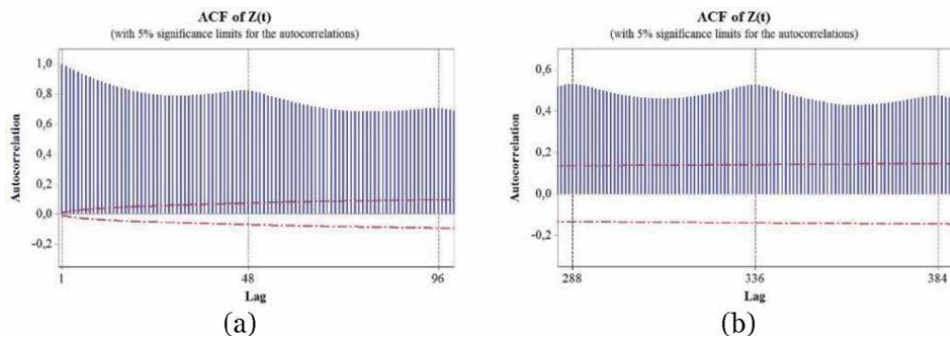 ACF of Z(t)
(with 5% significance limits for the autocorrelations)
1,0
0,8
0,6
0,4
0,2
0,0
-0,2
Autocorrelation
1
48
96
Lag
(a)
ACF of Z(t)
(with 5% significance limits for the autocorrelations)
0,6
0,4
0,2
0,0
-0,2
Autocorrelation
288
336
384
Lag
(b)